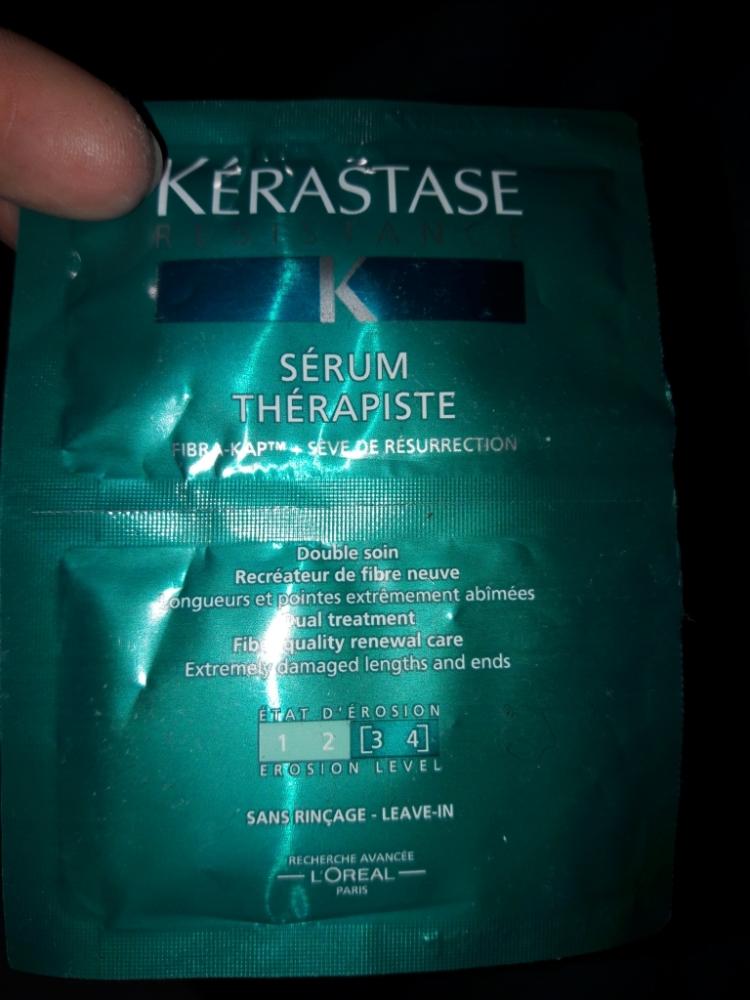 KÉRASTASE
RESISTANCE
K
SÉRUM
THÉRAPISTE
FIBRA-KAP™ + SÈVE DE RÉSURRECTION
Double soin
Recréateur de fibre neuve
Longueurs et pointes extrêmement abîmées
Dual treatment
Fiber quality renewal care
Extremely damaged lengths and ends
ÉTAT D'ÉROSION
1 2 [3 4]
EROSION LEVEL
SANS RINÇAGE - LEAVE-IN
RECHERCHE AVANCÉE
L'ORÉAL
PARIS